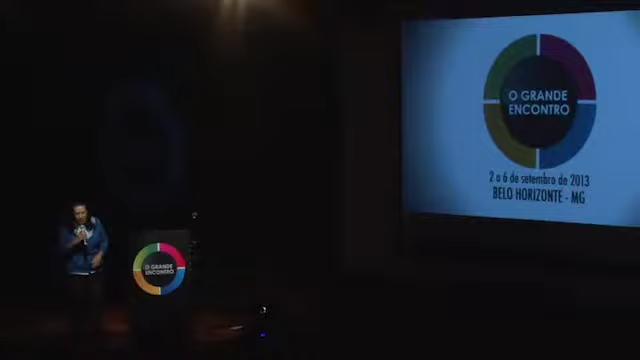 O GRANDE
ENCONTRO
2 a 6 de setembro de 2013
BELO HORIZONTE - MG
O GRANDE
ENCONTRO